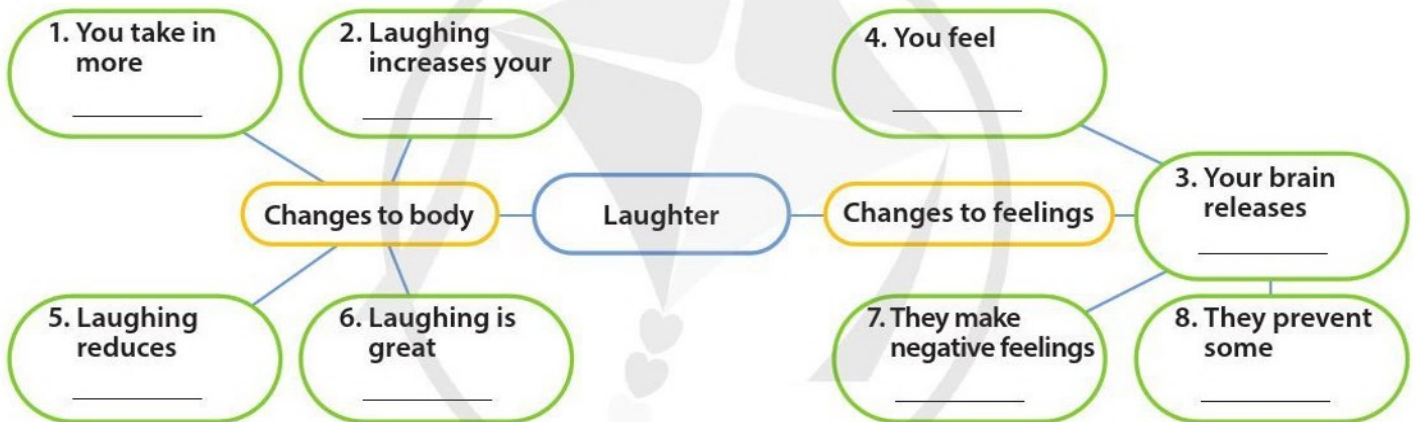 1. You take in
more
2. Laughing
increases your
4. You feel
3. Your brain
releases
Changes to body
Laughter
Changes to feelings
5. Laughing
reduces
6. Laughing is
great
7. They make
negative feelings
8. They prevent
some